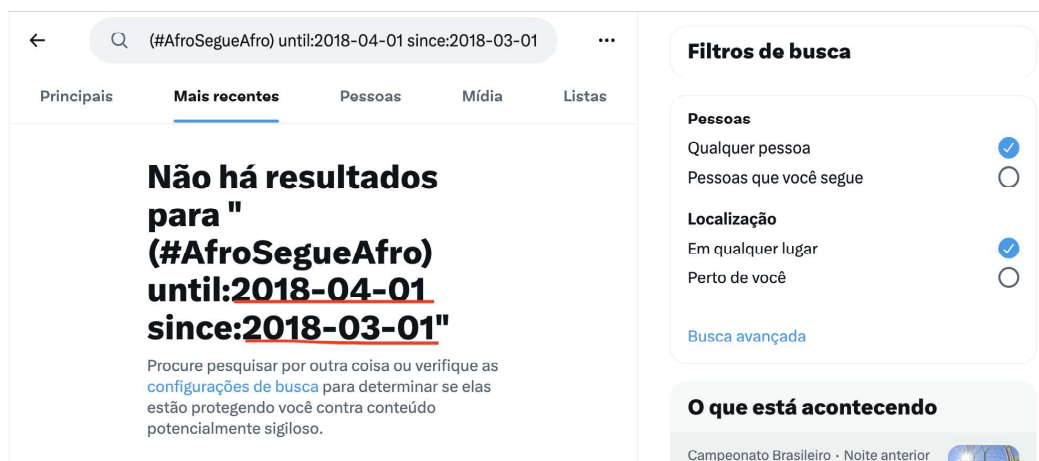 (#AfroSegueAfro) until:2018-04-01 since:2018-03-01
Principais Mais recentes Pessoas Mídia Listas
Não há resultados
para "
(#AfroSegueAfro)
until:2018-04-01
since:2018-03-01"
Procure pesquisar por outra coisa ou verifique as
configurações de busca para determinar se elas
estão protegendo você contra conteúdo
potencialmente sigiloso.
Filtros de busca
Pessoas
Qualquer pessoa
Pessoas que você segue
Localização
Em qualquer lugar
Perto de você
Busca avançada
O que está acontecendo
Campeonato Brasileiro · Noite anterior